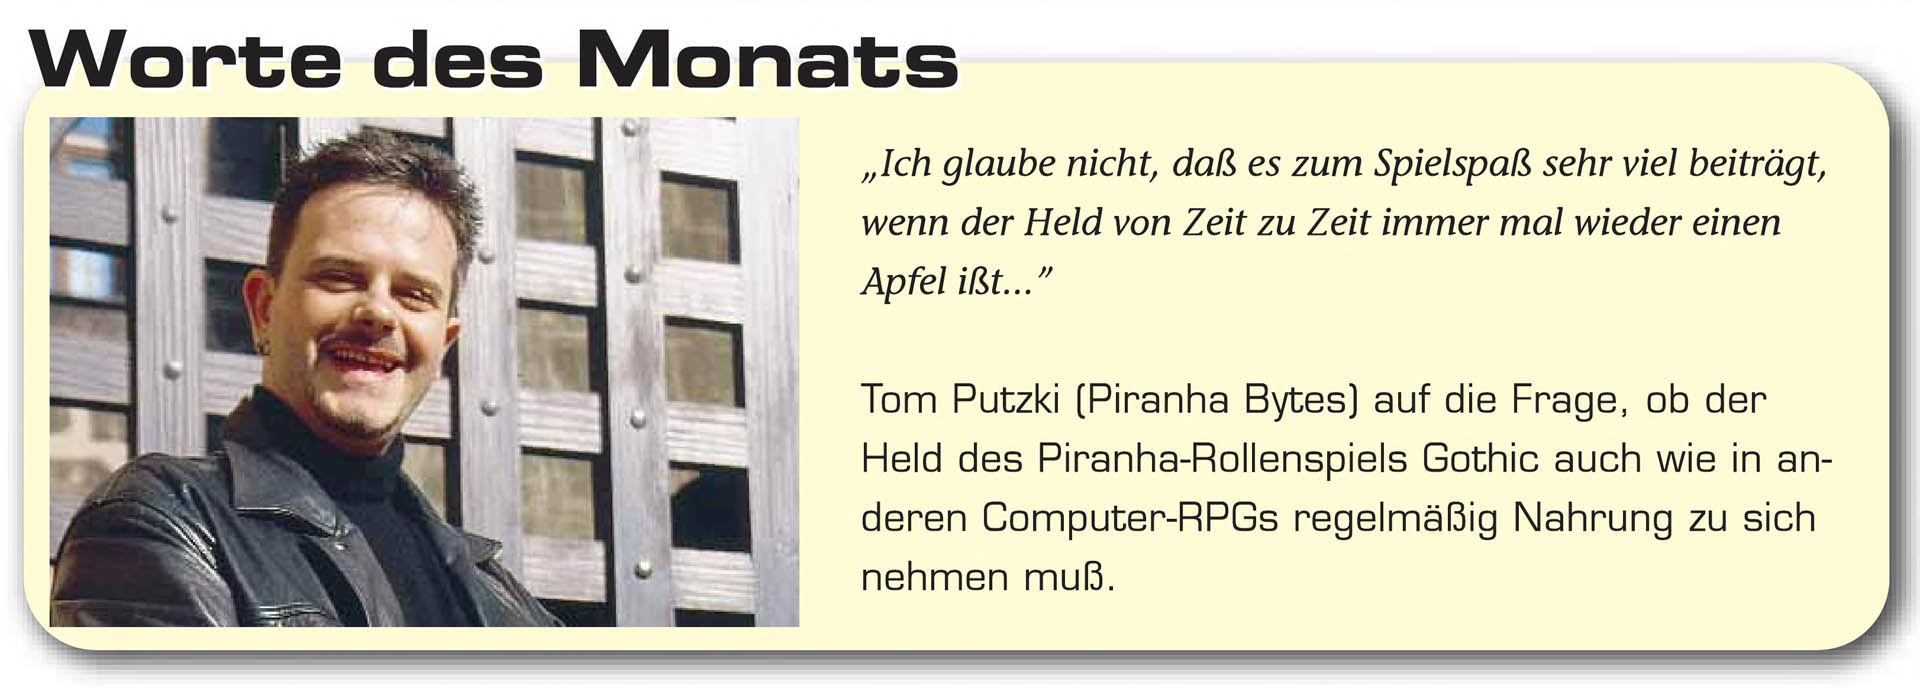 Worte des Monats
„Ich glaube nicht, daß es zum Spielspaß sehr viel beiträgt,
wenn der Held von Zeit zu Zeit immer mal wieder einen
Apfel ißt...”
Tom Putzki (Piranha Bytes) auf die Frage, ob der
Held des Piranha-Rollenspiels Gothic auch wie in an-
deren Computer-RPGs regelmäßig Nahrung zu sich
nehmen muß.